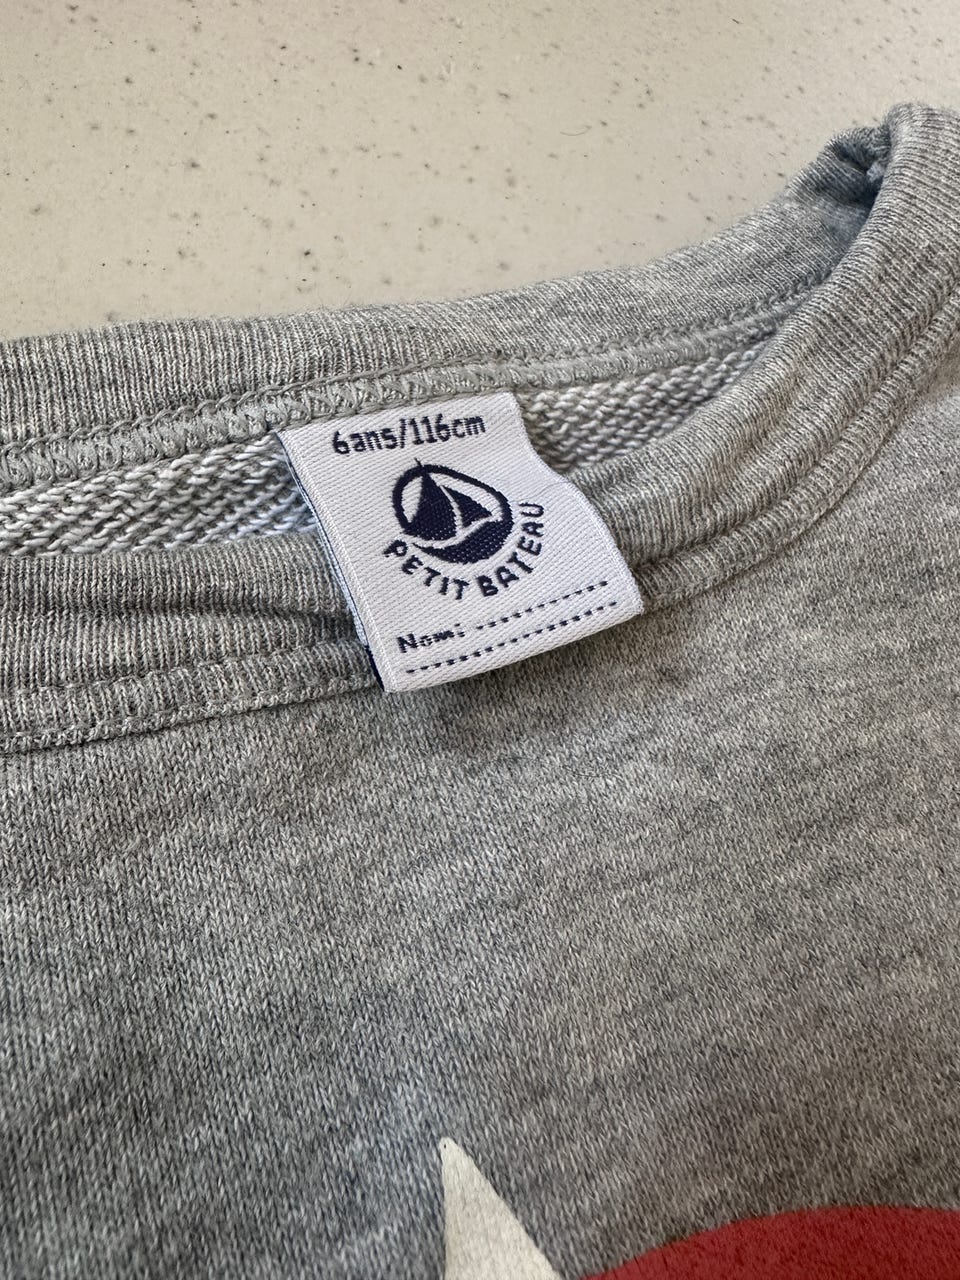 6ans/116cm
PETIT BATEAU
Nom: